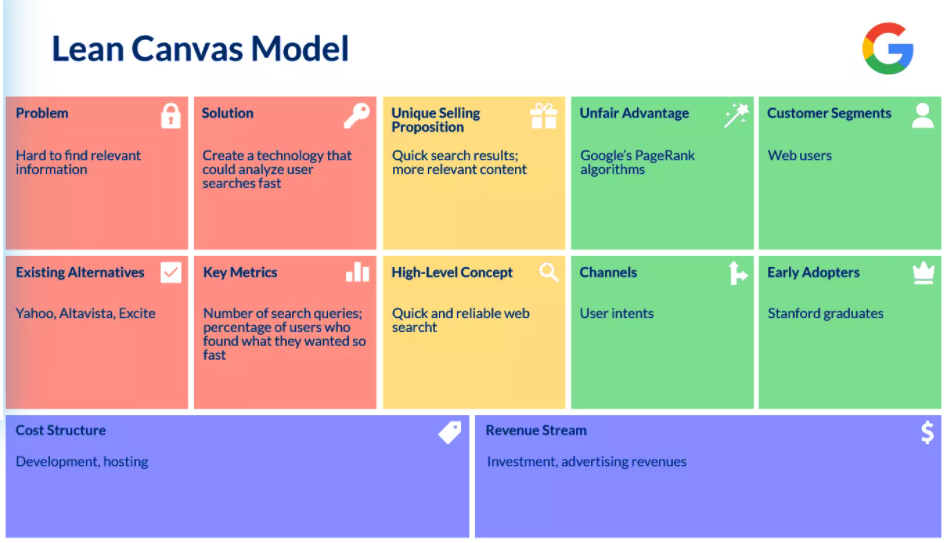 Lean Canvas Model
Problem
Hard to find relevant
information
Solution
Create a technology that
could analyze user
searches fast
Unique Selling
Proposition
Quick search results;
more relevant content
Unfair Advantage
Google's PageRank
algorithms
Customer Segments
Web users
Existing Alternatives
Yahoo, Altavista, Excite
Key Metrics
Number of search queries;
percentage of users who
found what they wanted so
fast
High-Level Concept
Quick and reliable web
searcht
Channels
User intents
Early Adopters
Stanford graduates
Cost Structure
Development, hosting
Revenue Stream
$
Investment, advertising revenues